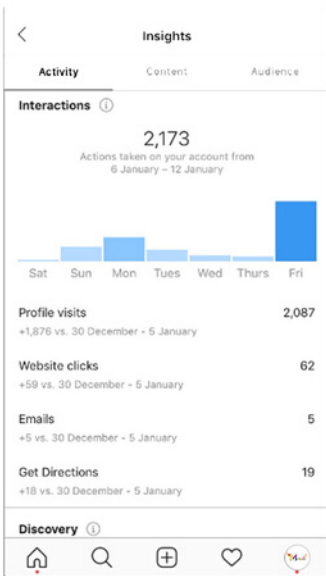 Insights
Activity Content Audience
Interactions
2,173
Actions taken on your account from
6 January – 12 January
Sat Sun Mon Tues Wed Thurs Fri
Profile visits 2,087
+1,876 vs. 30 December - 5 January
Website clicks 62
+59 vs. 30 December - 5 January
Emails 5
+5 vs. 30 December - 5 January
Get Directions 19
+18 vs. 30 December - 5 January
Discovery